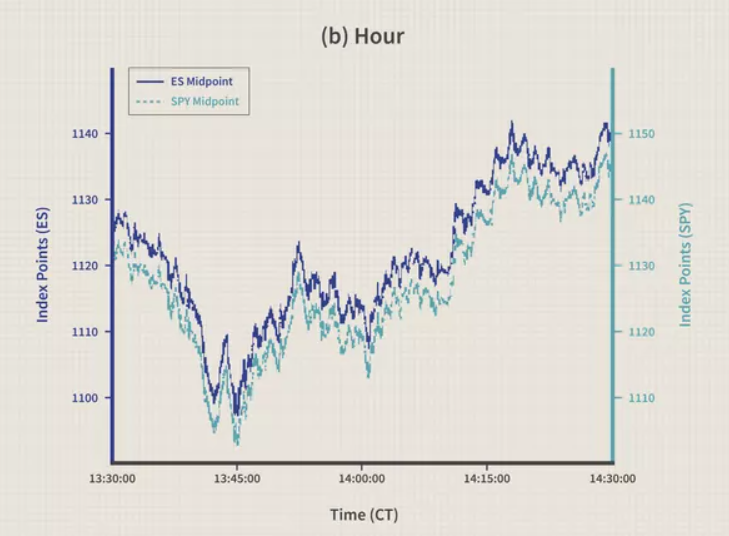 (b) Hour
ES Midpoint
SPY Midpoint
1140
1130
1120
1110
1100
Index Points (ES)
1150
1140
1130
1120
1110
Index Points (SPY)
13:30:00 13:45:00 14:00:00 14:15:00 14:30:00
Time (CT)